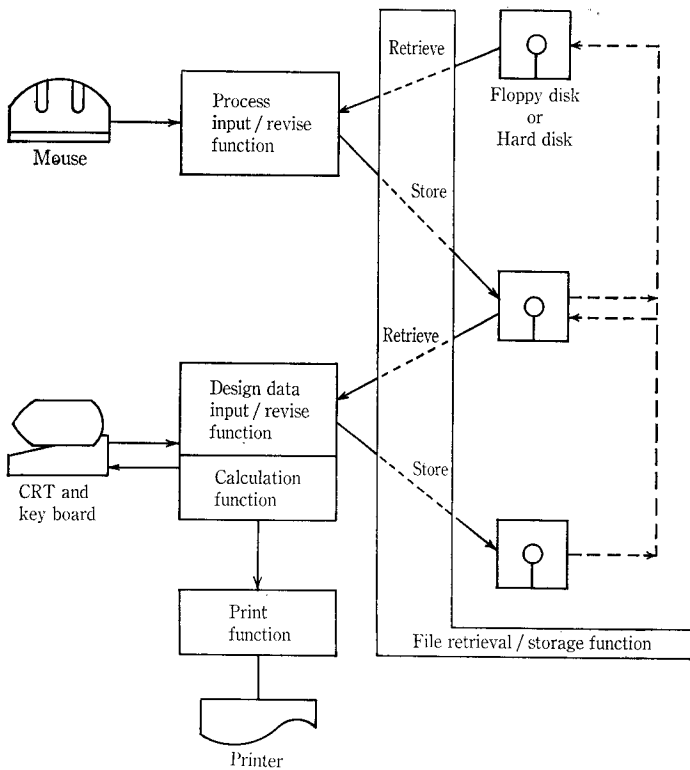 Retrieve
Process
input / revise
function
Floppy disk
or
Hard disk
Mouse
Store
Retrieve
Design data
input / revise
function
Store
Calculation
function
CRT and
key board
Print
function
File retrieval / storage function
Printer